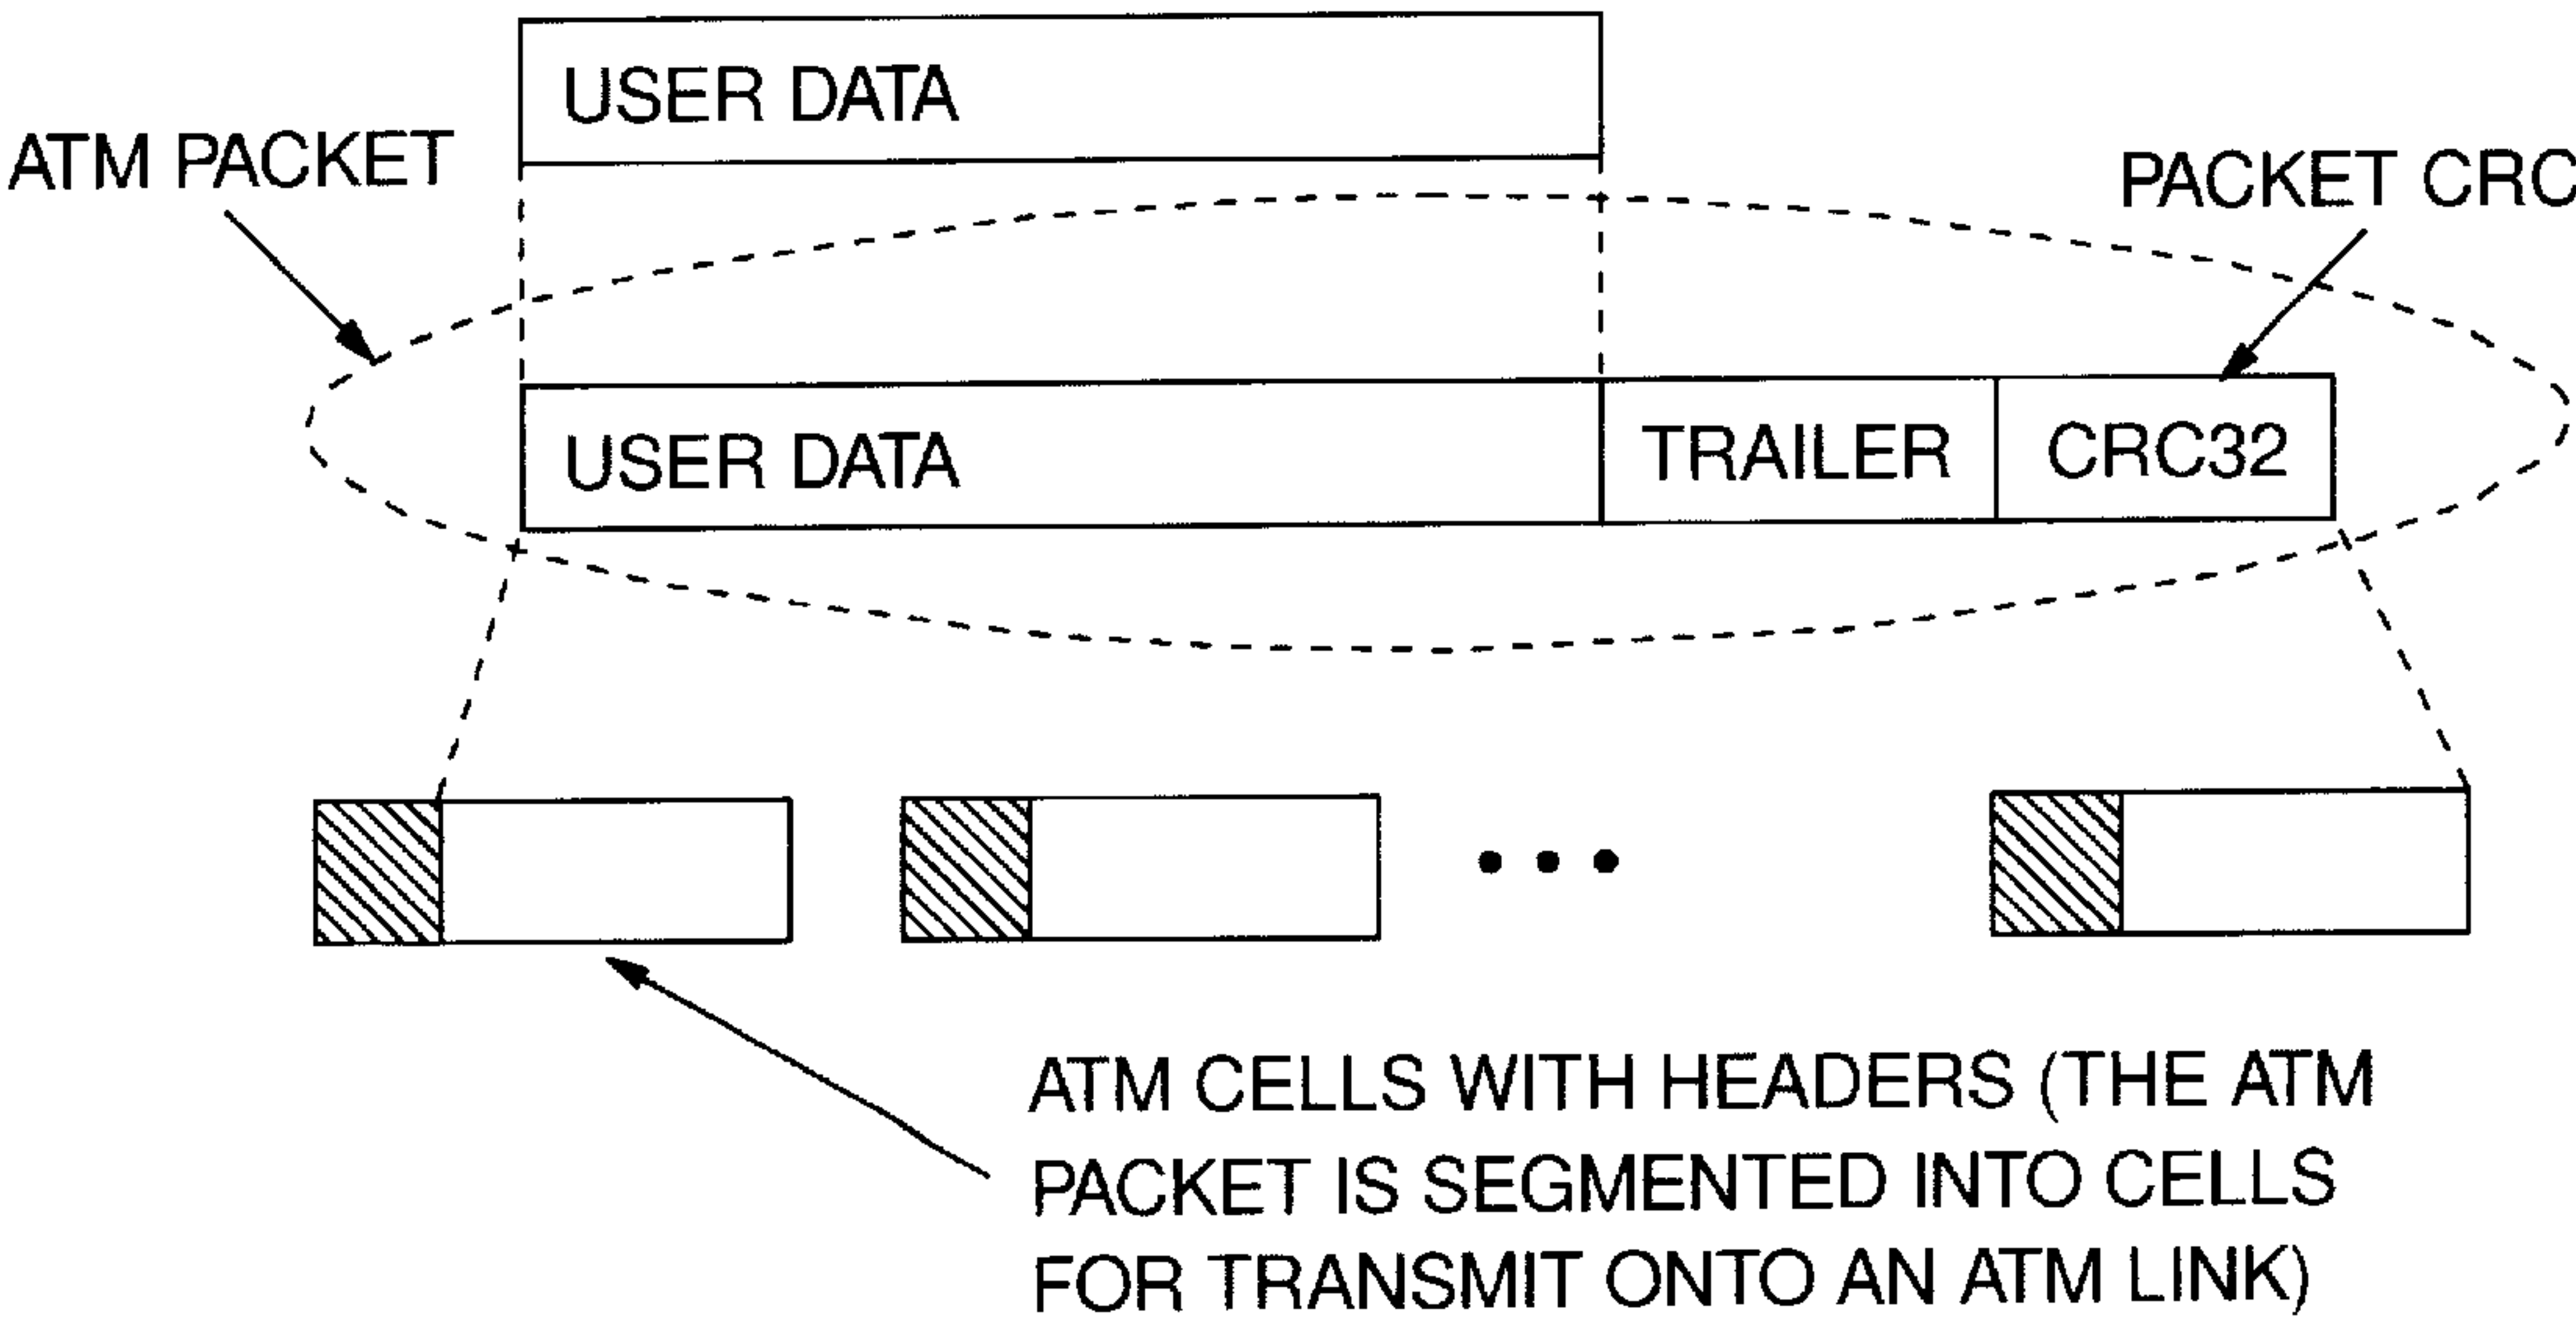 USER DATA
ATM PACKET
PACKET CRC
USER DATA
TRAILER
CRC32
ATM CELLS WITH HEADERS (THE ATM
PACKET IS SEGMENTED INTO CELLS
FOR TRANSMIT ONTO AN ATM LINK)